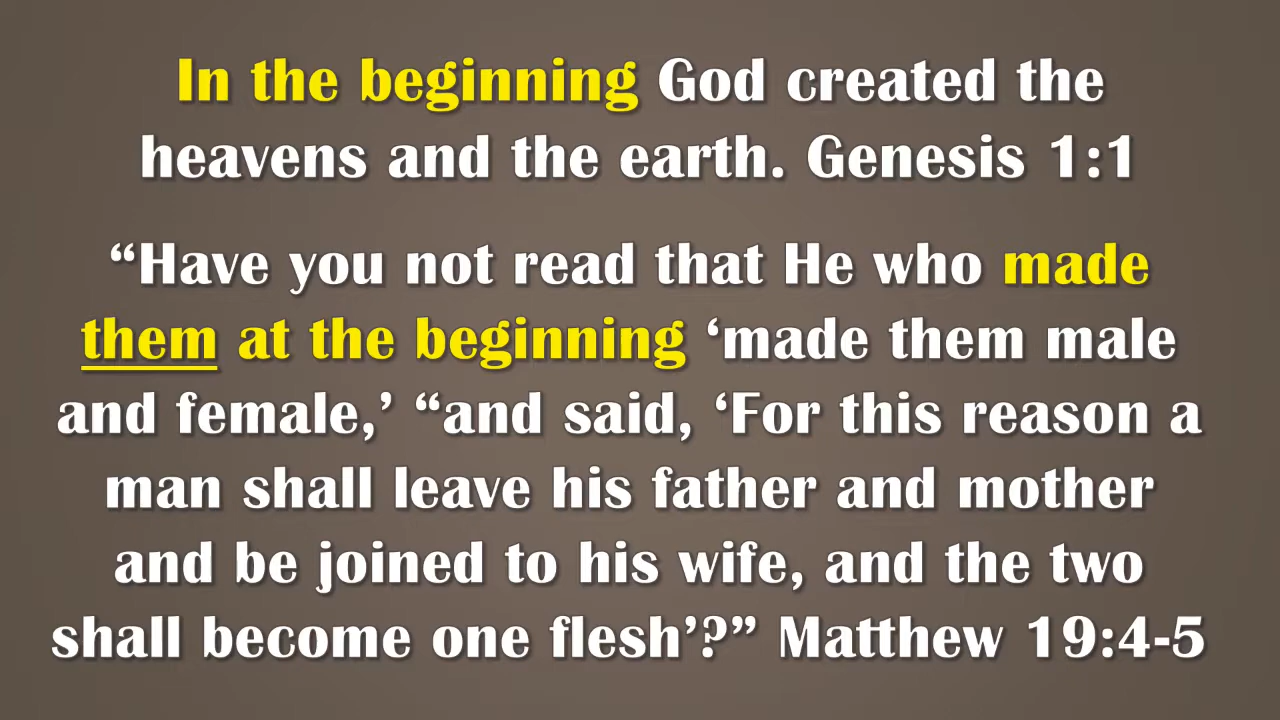 In the beginning God created the
heavens and the earth. Genesis 1:1
“Have you not read that He who made
them at the beginning ‘made them male
and female,’ “and said, ‘For this reason a
man shall leave his father and mother
and be joined to his wife, and the two
shall become one flesh’?” Matthew 19:4-5